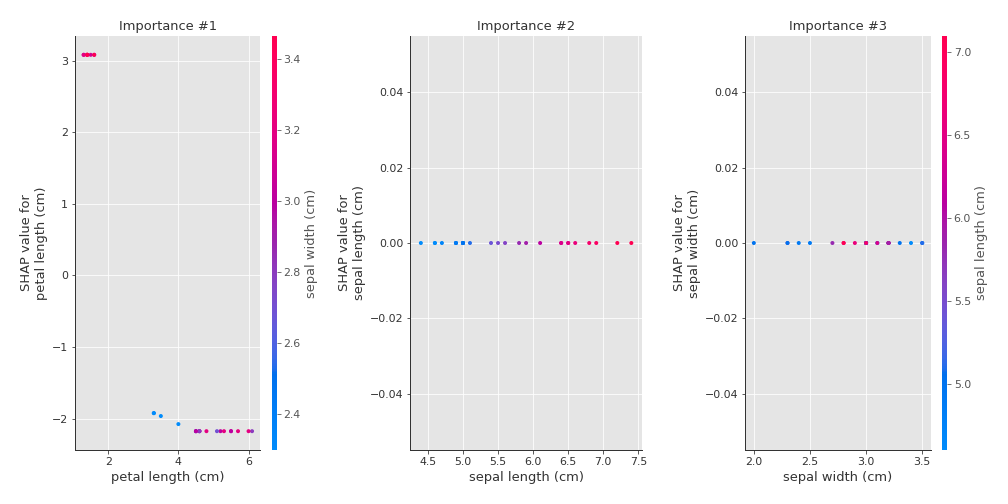 Importance #1
Importance #2
Importance #3
3
2
1
0
−1
−2
SHAP value for
petal length (cm)
2
4
6
petal length (cm)
3.4
3.2
3.0
2.8
2.6
2.4
sepal width (cm)
0.04
0.02
0.00
−0.02
−0.04
SHAP value for
sepal length (cm)
4.5 5.0 5.5 6.0 6.5 7.0 7.5
sepal length (cm)
0.04
0.02
0.00
−0.02
−0.04
SHAP value for
sepal width (cm)
2.0 2.5 3.0 3.5
sepal width (cm)
7.0
6.5
6.0
5.5
5.0
sepal length (cm)